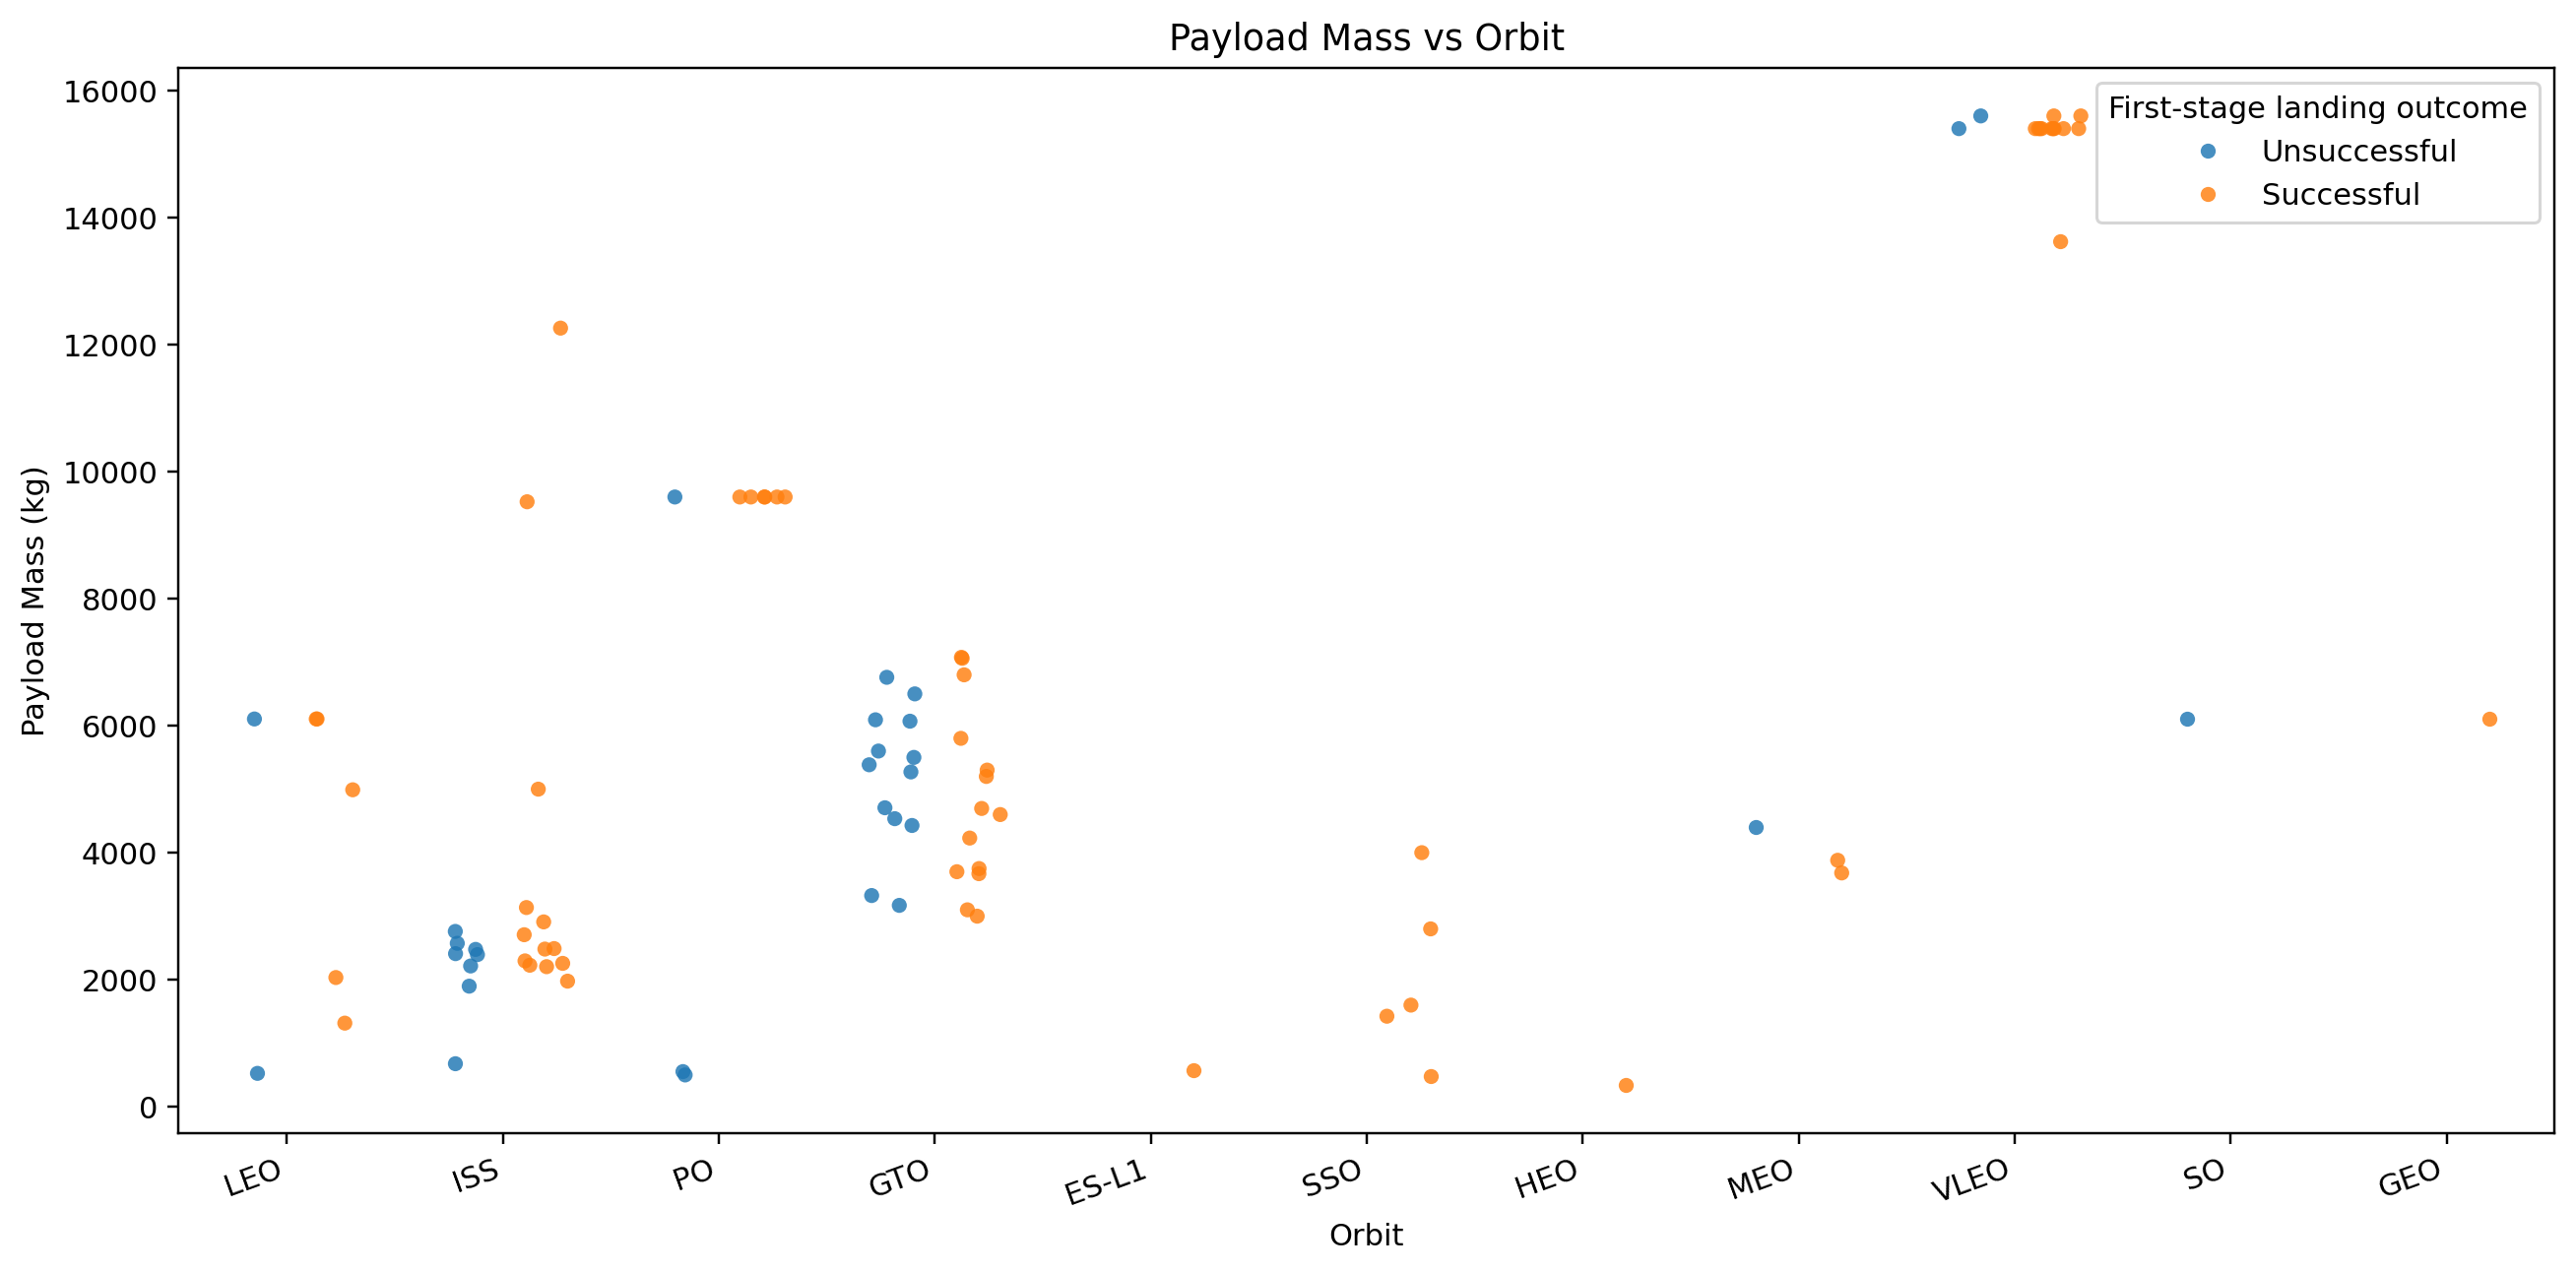 Payload Mass vs Orbit
16000
14000
12000
10000
8000
6000
4000
2000
0
Payload Mass (kg)
First-stage landing outcome
Unsuccessful
Successful
LEO
ISS
PO
GTO
ES-L1
SSO
HEO
MEO
VLEO
SO
GEO
Orbit